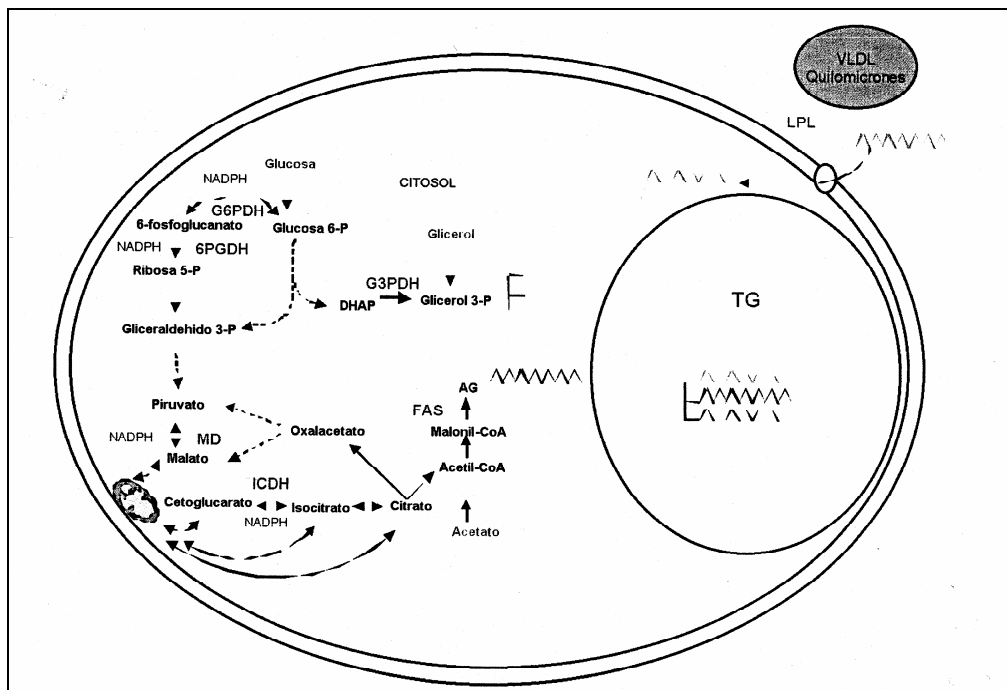 VLDL
Quilomicrones
LPL
Glucosa
NADPH
CITOSOL
G6PDH
6-fosfoglucanato
Glucosa 6-P
Glicerol
NADPH
6PGDH
Ribosa 5-P
G3PDH
DHAP
Glicerol 3-P
TG
Gliceraldehido 3-P
AG
Piruvato
FAS
Oxalacetato
Malonil-CoA
NADPH
MD
Malato
Acetil-CoA
ICDH
Cetoglucarato
Isocitrato
Citrato
NADPH
Acetato